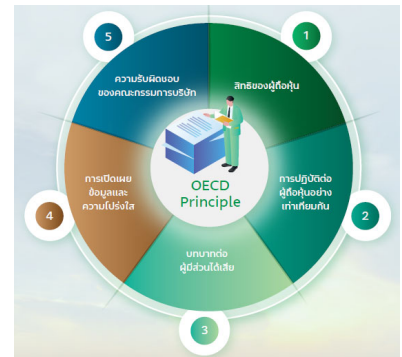 1
สิทธิของผู้ถือหุ้น
2
การปฏิบัติต่อ
ผู้ถือหุ้นอย่าง
เท่าเทียมกัน
3
บทบาทต่อ
ผู้มีส่วนได้เสีย
4
การเปิดเผย
ข้อมูลและ
ความโปร่งใส
5
ความรับผิดชอบ
ของคณะกรรมการบริษัท
OECD
Principle